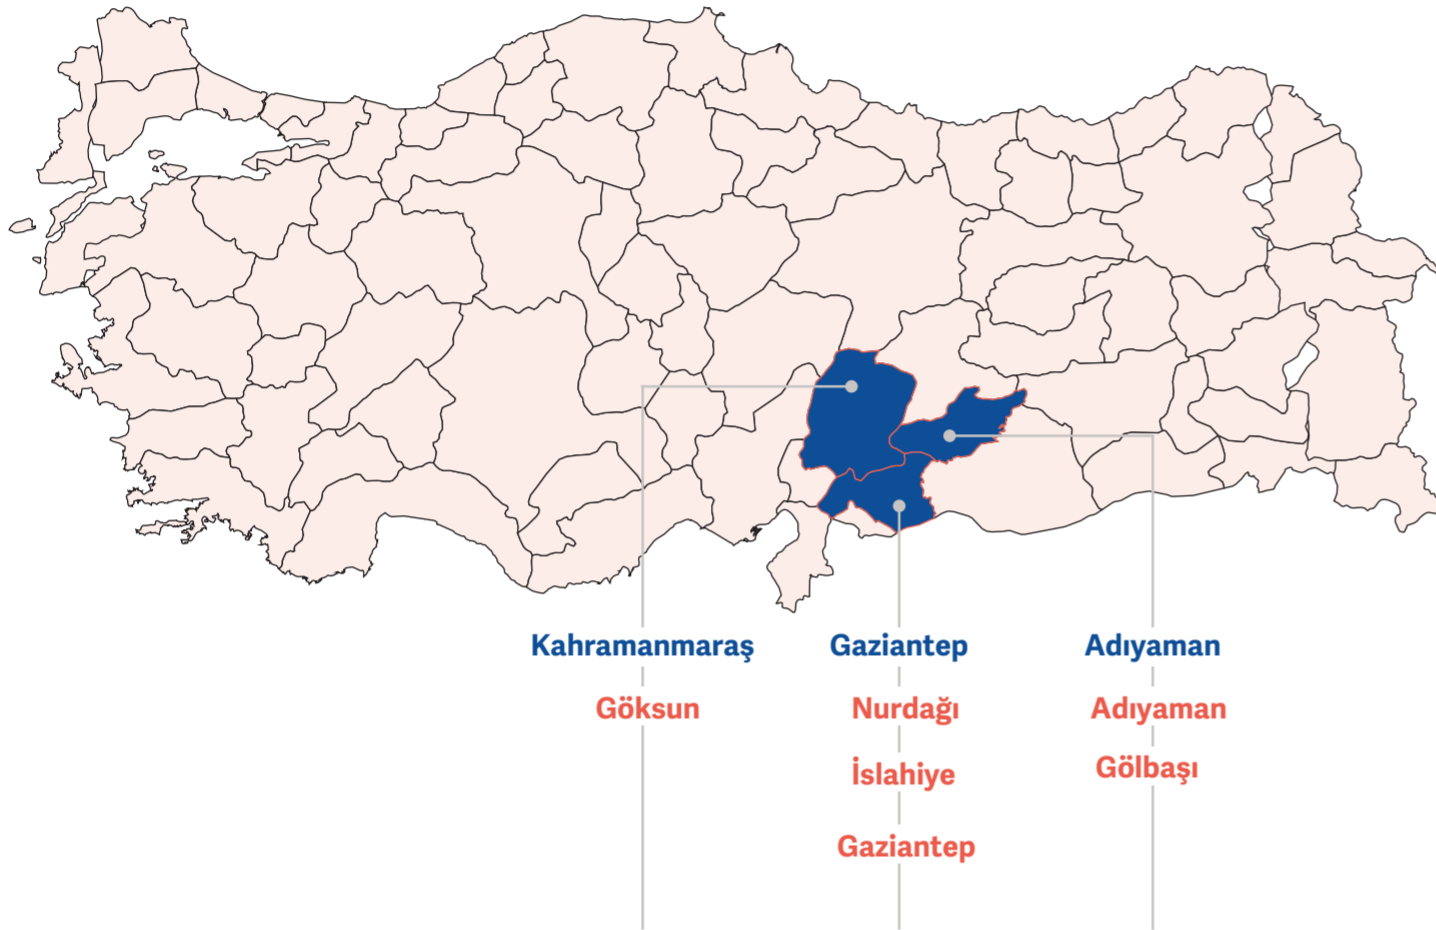 Kahramanmaraş
Göksun
Gaziantep
Nurdağı
İslahiye
Gaziantep
Adıyaman
Adıyaman
Gölbaşı